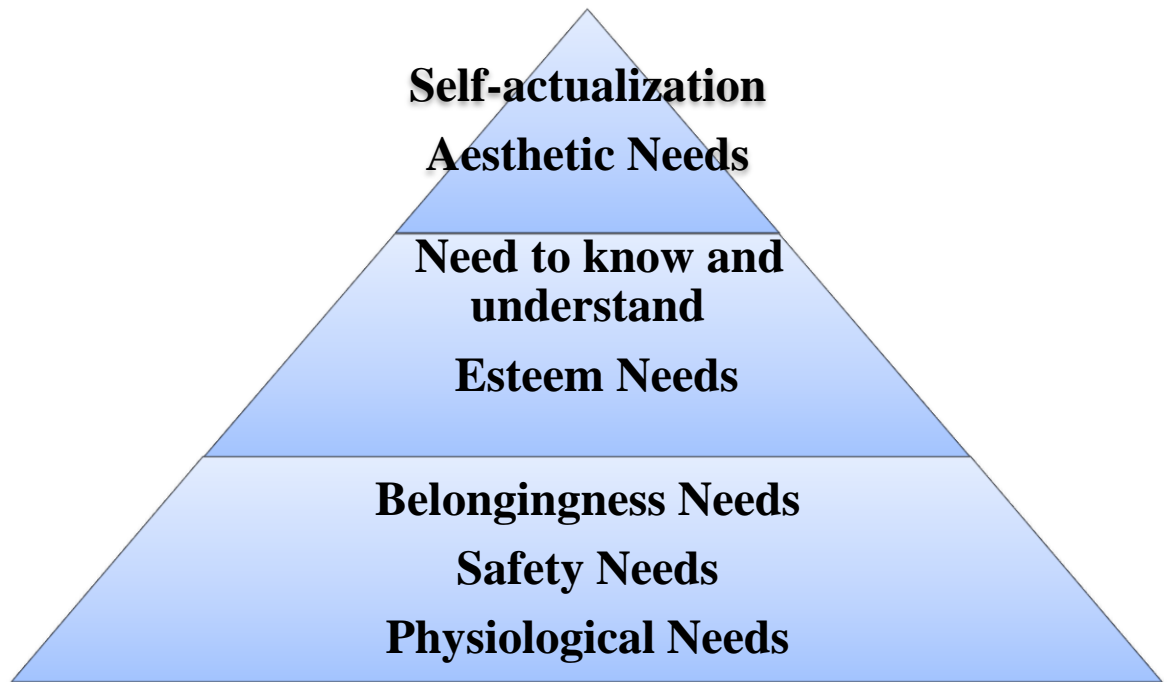 Self-actualization
Aesthetic Needs
Need to know and
understand
Esteem Needs
Belongingness Needs
Safety Needs
Physiological Needs